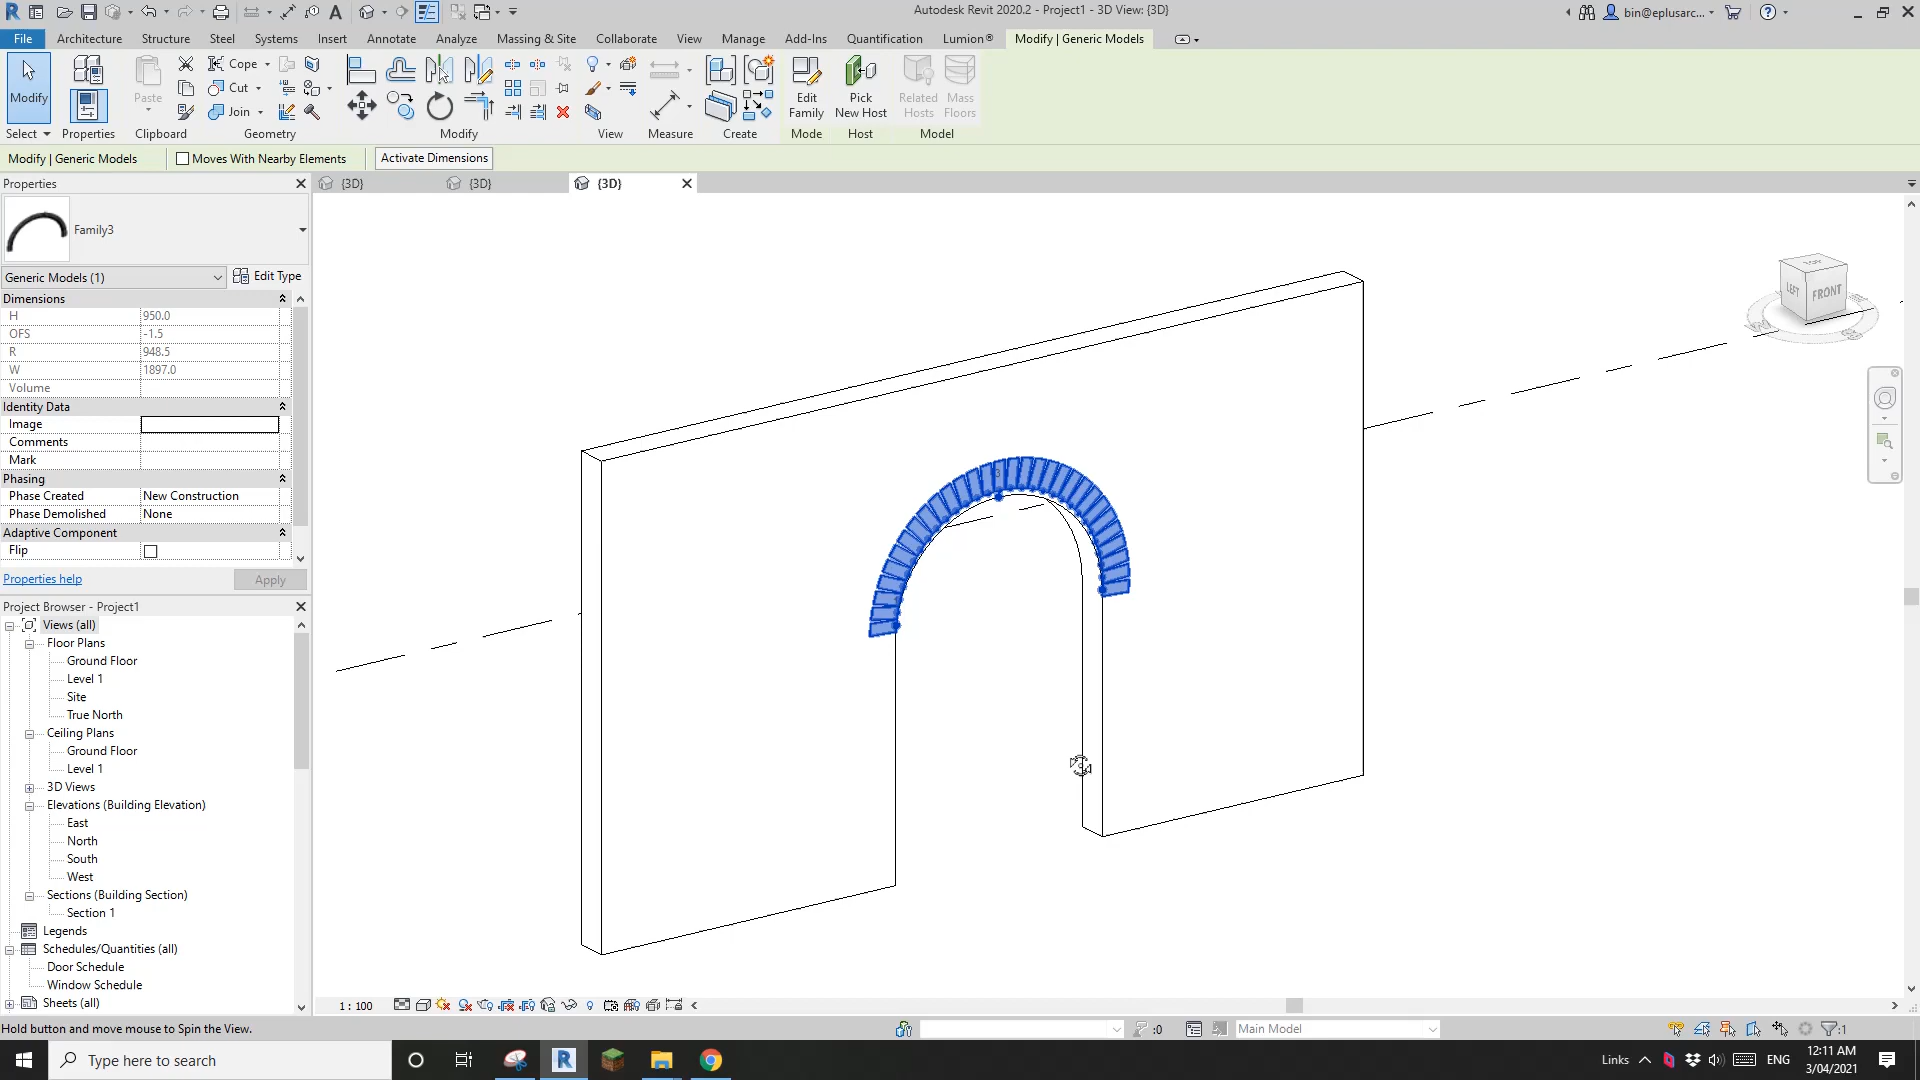 Autodesk Revit 2020.2 - Project1 - 3D View: {3D}
bin@eplusarc...
File Architecture Structure Steel Systems Insert Annotate Analyze Massing & Site Collaborate View Manage Add-Ins Quantification Lumion® Modify | Generic Models
Modify
Paste
Cope
Cut
Join
Edit Family
Pick New Host
Related Hosts
Mass Floors
Select Properties Clipboard Geometry Modify View Measure Create Mode Host Model
Modify | Generic Models Moves With Nearby Elements Activate Dimensions
Properties
{3D} {3D} {3D}
Family3
Generic Models (1) Edit Type
Dimensions
H 950.0
OFS -1.5
R 948.5
W 1897.0
Volume
Identity Data
Image
Comments
Mark
Phasing
Phase Created New Construction
Phase Demolished None
Adaptive Component
Flip
Properties help Apply
Project Browser - Project1
Views (all)
Floor Plans
Ground Floor
Level 1
Site
True North
Ceiling Plans
Ground Floor
Level 1
3D Views
Elevations (Building Elevation)
East
North
South
West
Sections (Building Section)
Section 1
Legends
Schedules/Quantities (all)
Door Schedule
Window Schedule
Sheets (all)
TOP
LEFT
FRONT
3
1 : 100
Hold button and move mouse to Spin the View.
:0
Main Model
:1
Type here to search
Links
ENG
12:11 AM
3/04/2021